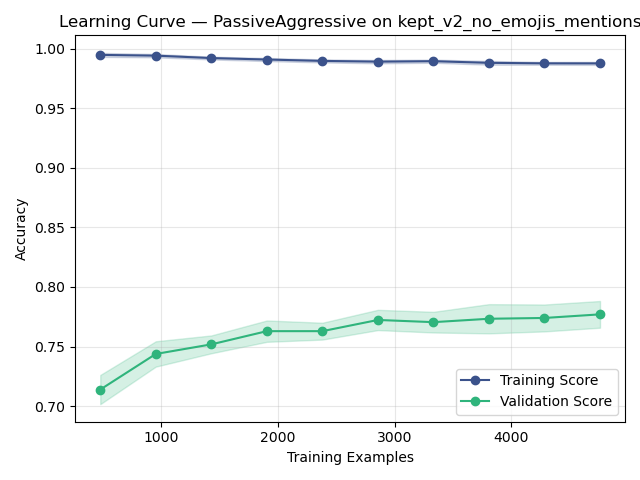 Learning Curve — PassiveAggressive on kept_v2_no_emojis_mentions
1.00
0.95
0.90
0.85
0.80
0.75
0.70
Accuracy
1000 2000 3000 4000
Training Examples
Training Score
Validation Score